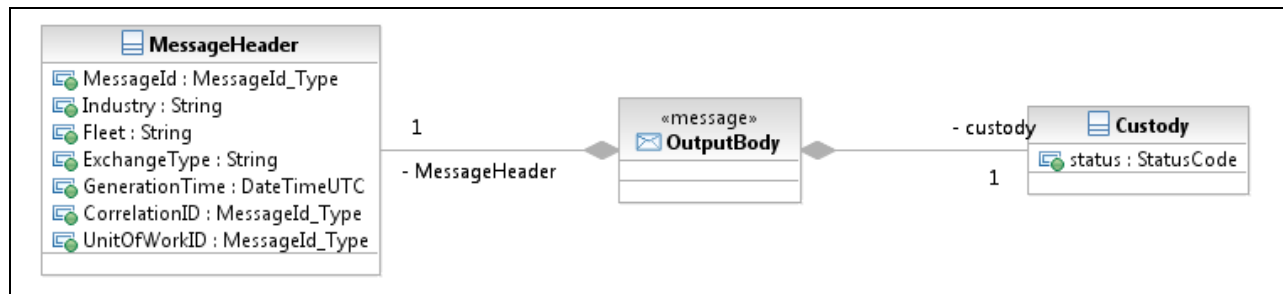 MessageHeader
MessageId : MessageId_Type
Industry : String
Fleet : String
ExchangeType : String
GenerationTime : DateTimeUTC
CorrelationID : MessageId_Type
UnitOfWorkID : MessageId_Type
1
- MessageHeader
«message»
OutputBody
- custody
1
Custody
status : StatusCode